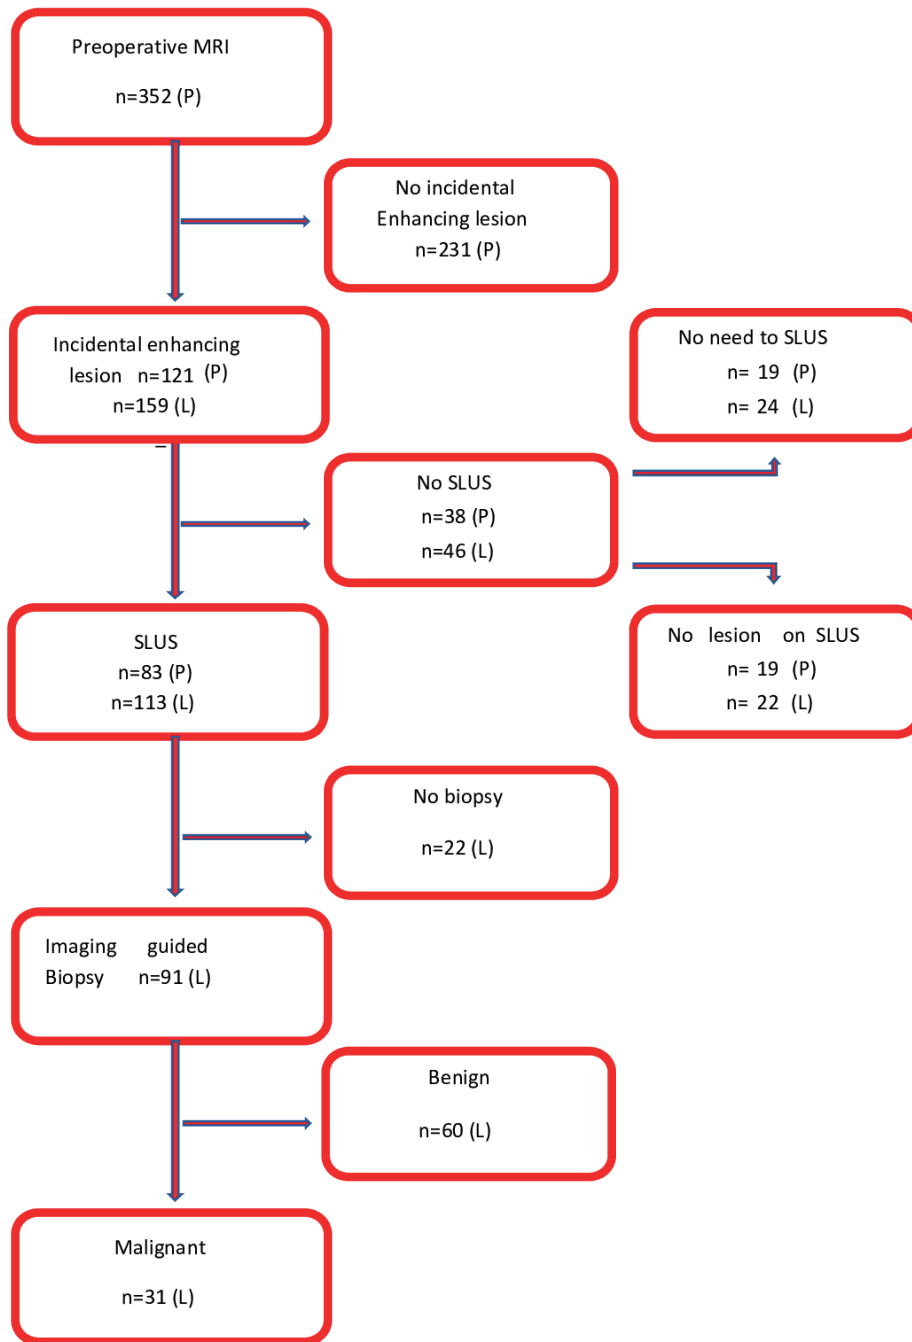 Preoperative MRI
n=352 (P)
No incidental
Enhancing lesion
n=231 (P)
Incidental enhancing
lesion n=121 (P)
n=159 (L)
No need to SLUS
n= 19 (P)
n= 24 (L)
No SLUS
n=38 (P)
n=46 (L)
SLUS
n=83 (P)
n=113 (L)
No lesion on SLUS
n= 19 (P)
n= 22 (L)
No biopsy
n=22 (L)
Imaging guided
Biopsy n=91 (L)
Benign
n=60 (L)
Malignant
n=31 (L)